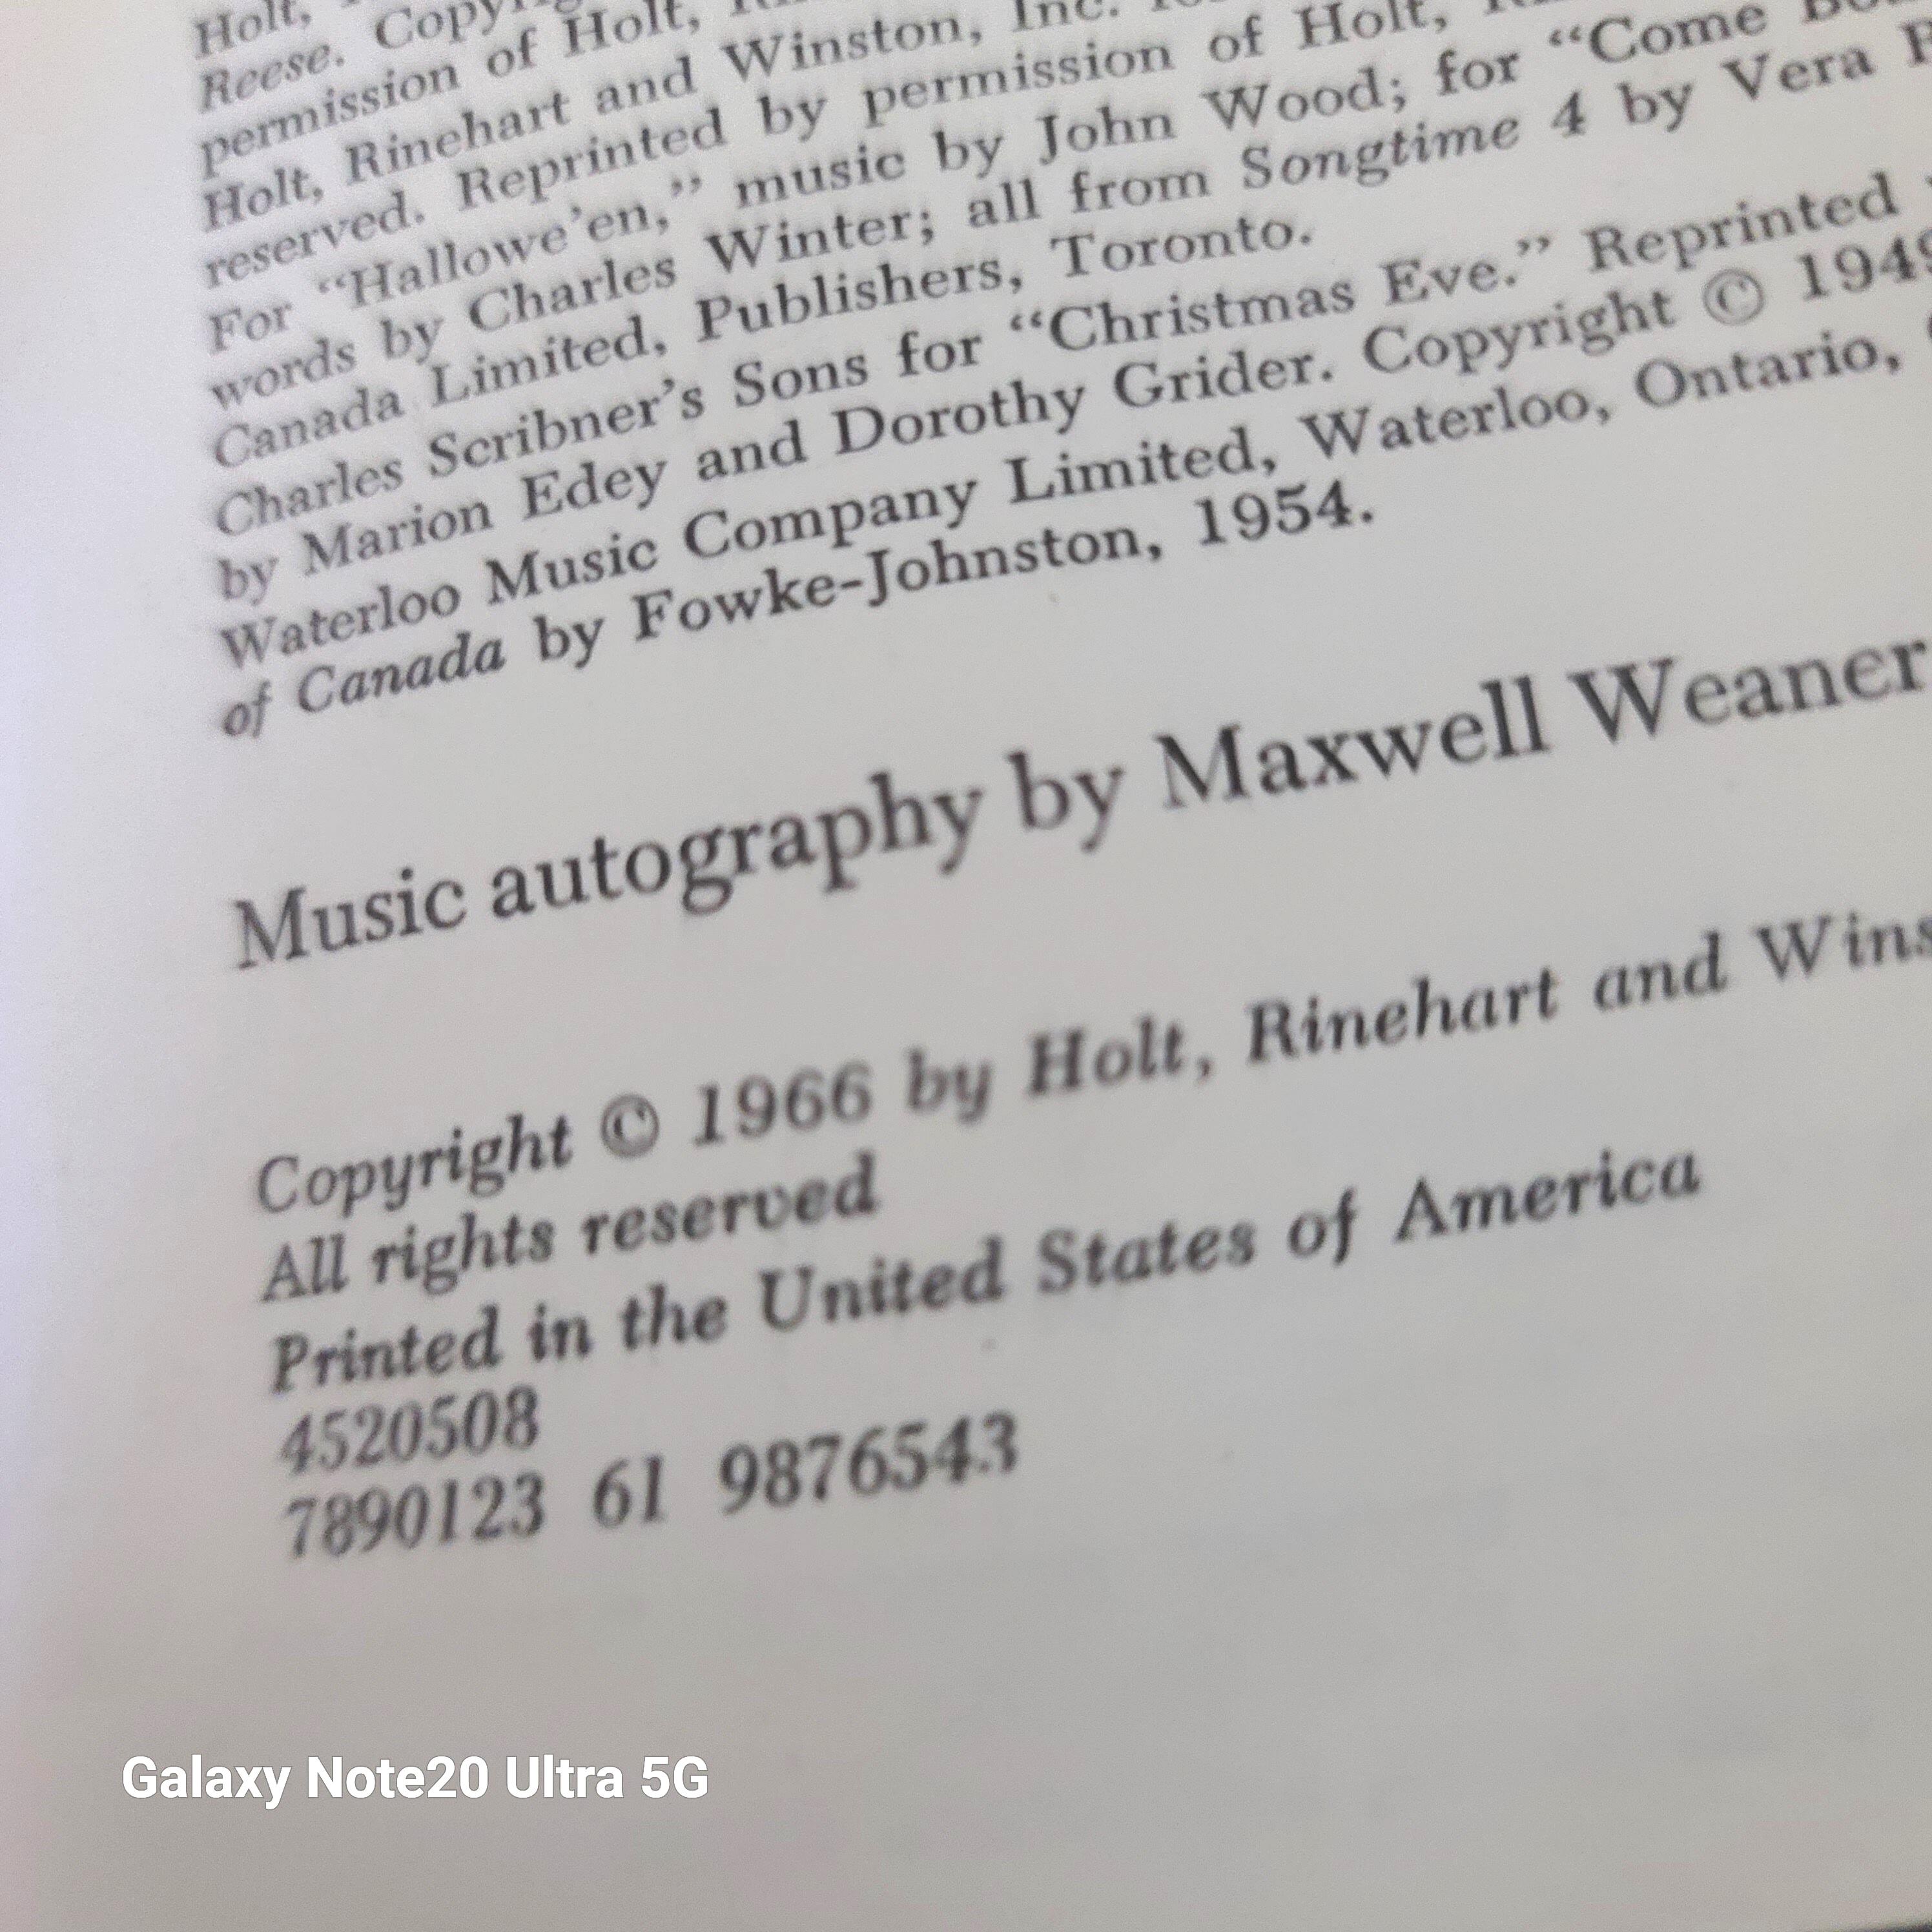 Holt,
Reese. Copyri
permission of Holt,
Holt, Rinehart and Winston, Inc.
reserved. Reprinted by permission of Holt,
For “Hallowe’en,” music by John Wood; for “Come
words by Charles Winter; all from Songtime 4 by Vera
Canada Limited, Publishers, Toronto.
Charles Scribner’s Sons for “Christmas Eve.” Reprinted
by Marion Edey and Dorothy Grider. Copyright © 1949
Waterloo Music Company Limited, Waterloo, Ontario,
of Canada by Fowke-Johnston, 1954.
Music autography by Maxwell Weaner
Copyright © 1966 by Holt, Rinehart and Wins
All rights reserved
Printed in the United States of America
4520508
7890123 61 9876543
Galaxy Note20 Ultra 5G